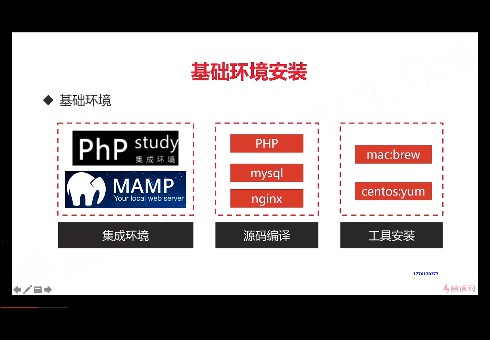 基础环境安装
基础环境
PhP study
集成环境
MAMP
Your local web server
PHP
mysql
nginx
mac:brew
centos:yum
集成环境
源码编译
工具安装